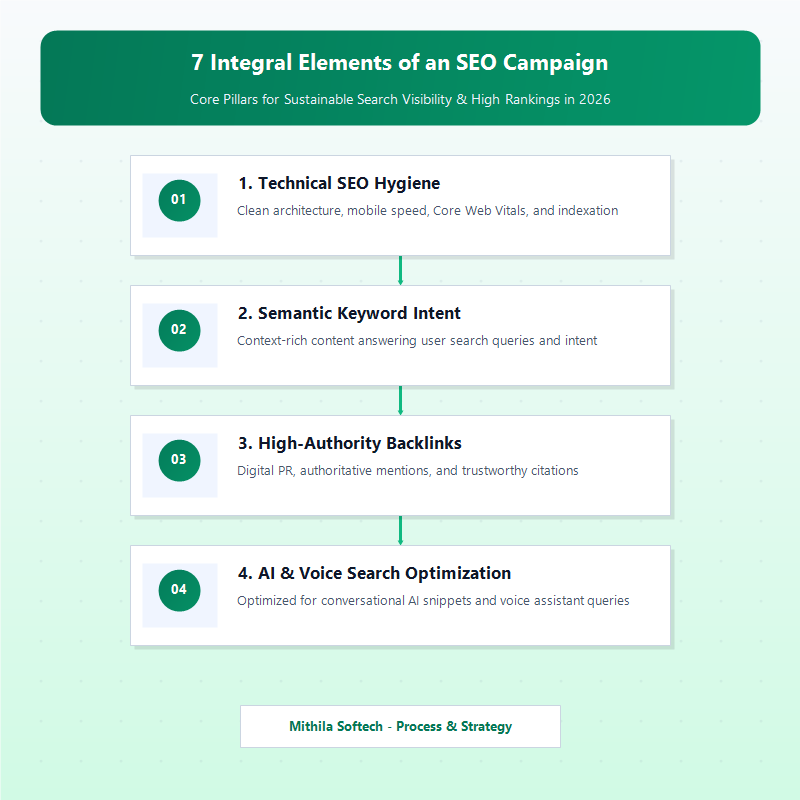 7 Integral Elements of an SEO Campaign
Core Pillars for Sustainable Search Visibility & High Rankings in 2026
01
1. Technical SEO Hygiene
Clean architecture, mobile speed, Core Web Vitals, and indexation
02
2. Semantic Keyword Intent
Context-rich content answering user search queries and intent
03
3. High-Authority Backlinks
Digital PR, authoritative mentions, and trustworthy citations
04
4. AI & Voice Search Optimization
Optimized for conversational AI snippets and voice assistant queries
Mithila Softech - Process & Strategy